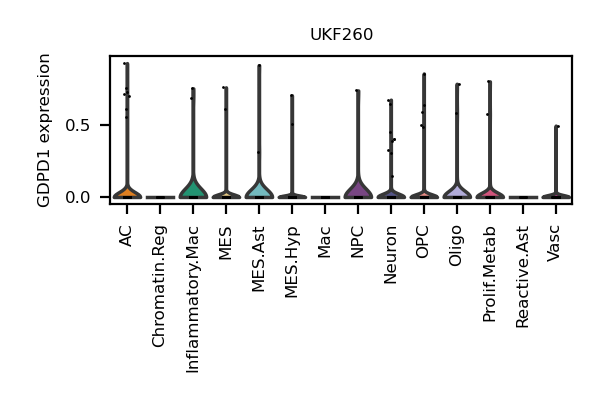 UKF260
GDPD1 expression
0.5
0.0
AC
Chromatin.Reg
Inflammatory.Mac
MES
MES.Ast
MES.Hyp
Mac
NPC
Neuron
OPC
Oligo
Prolif.Metab
Reactive.Ast
Vasc